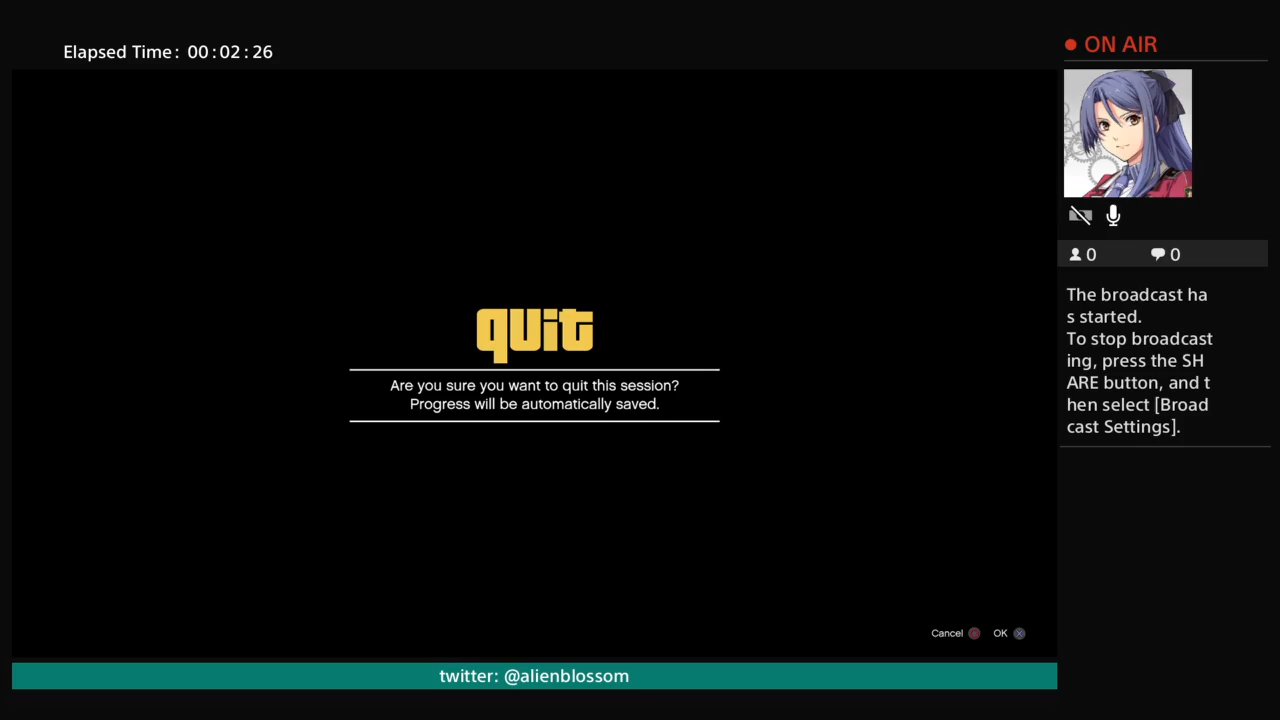 Elapsed Time: 00:02:26
ON AIR
0 0
The broadcast ha
s started.
To stop broadcast
ing, press the SH
ARE button, and t
hen select [Broad
cast Settings].
quit
Are you sure you want to quit this session?
Progress will be automatically saved.
Cancel OK
twitter: @alienblossom